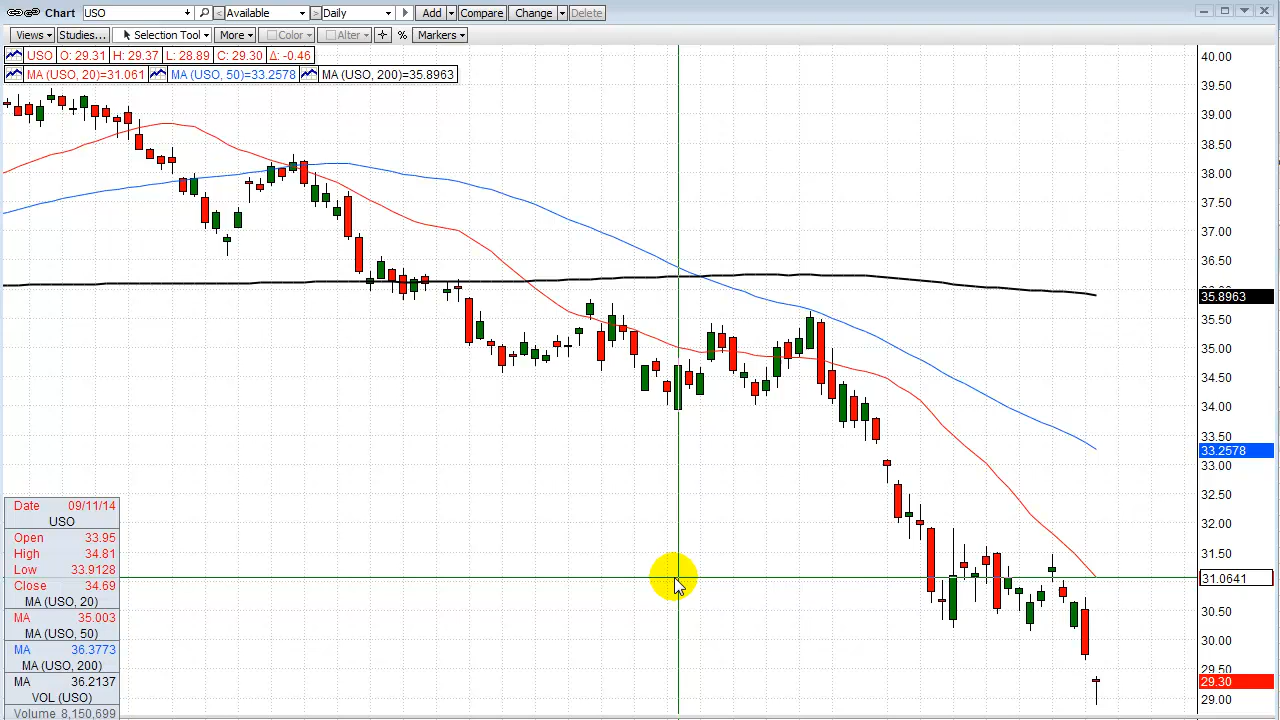 Chart USO Available Daily Add Compare Change Delete
Views Studies... Selection Tool More Color Alter % Markers
USO O: 29.31 H: 29.37 L: 28.89 C: 29.30 Δ: -0.46
MA (USO, 20)=31.061 MA (USO, 50)=33.2578 MA (USO, 200)=35.8963
40.00
39.50
39.00
38.50
38.00
37.50
37.00
36.50
35.8963
35.50
35.00
34.50
34.00
33.50
33.2578
33.00
32.50
32.00
31.50
31.0641
30.50
30.00
29.50
29.30
29.00
Date 09/11/14
USO
Open 33.95
High 34.81
Low 33.9128
Close 34.69
MA (USO, 20)
MA 35.003
MA (USO, 50)
MA 36.3773
MA (USO, 200)
MA 36.2137
VOL (USO)
Volume 8,150,699